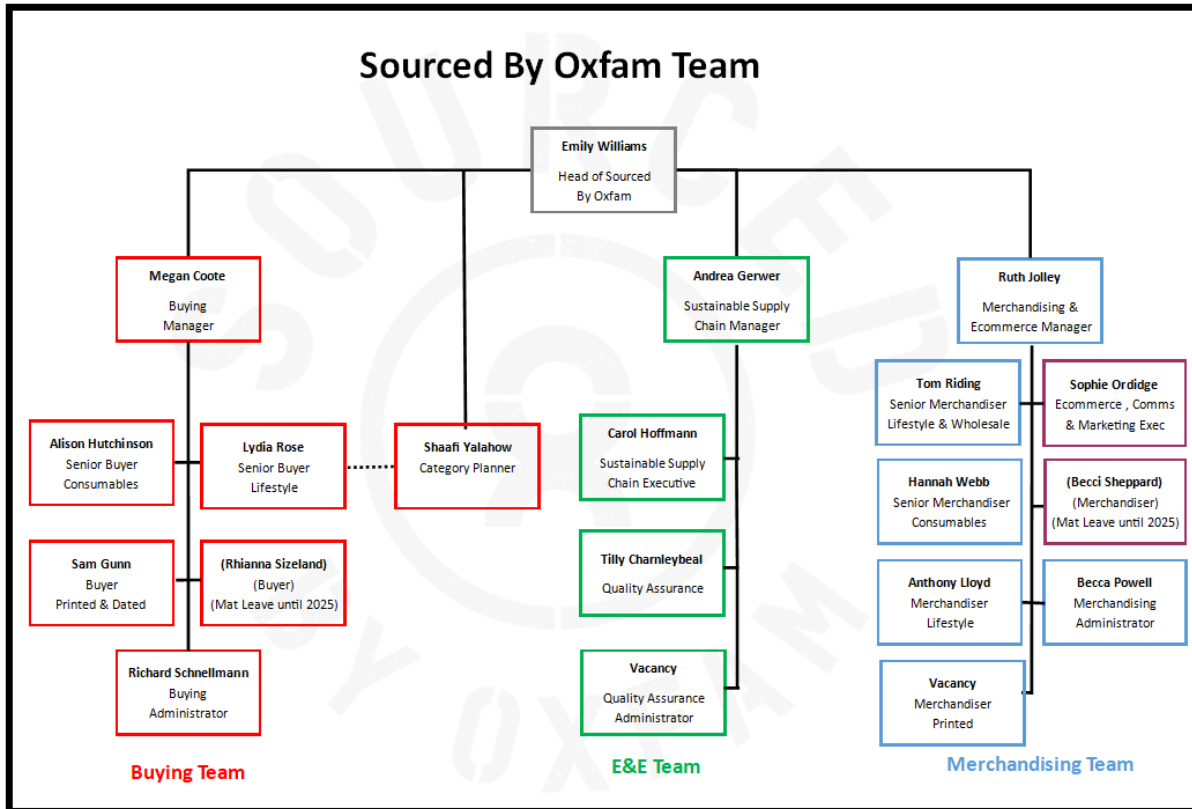 Sourced By Oxfam Team
Emily Williams
Head of Sourced
By Oxfam
Megan Coote
Buying
Manager
Andrea Gerwer
Sustainable Supply
Chain Manager
Ruth Jolley
Merchandising &
Ecommerce Manager
Alison Hutchinson
Senior Buyer
Consumables
Lydia Rose
Senior Buyer
Lifestyle
Shaafi Yalahow
Category Planner
Sam Gunn
Buyer
Printed & Dated
(Rhianna Sizeland)
(Buyer)
(Mat Leave until 2025)
Richard Schnellmann
Buying
Administrator
Buying Team
Carol Hoffmann
Sustainable Supply
Chain Executive
Tilly Charnleybeal
Quality Assurance
Vacancy
Quality Assurance
Administrator
E&E Team
Tom Riding
Senior Merchandiser
Lifestyle & Wholesale
Sophie Ordidge
Ecommerce , Comms
& Marketing Exec
Hannah Webb
Senior Merchandiser
Consumables
(Becci Sheppard)
(Merchandiser)
(Mat Leave until 2025)
Anthony Lloyd
Merchandiser
Lifestyle
Becca Powell
Merchandising
Administrator
Vacancy
Merchandiser
Printed
Merchandising Team
SOURCED
BY OXFAM